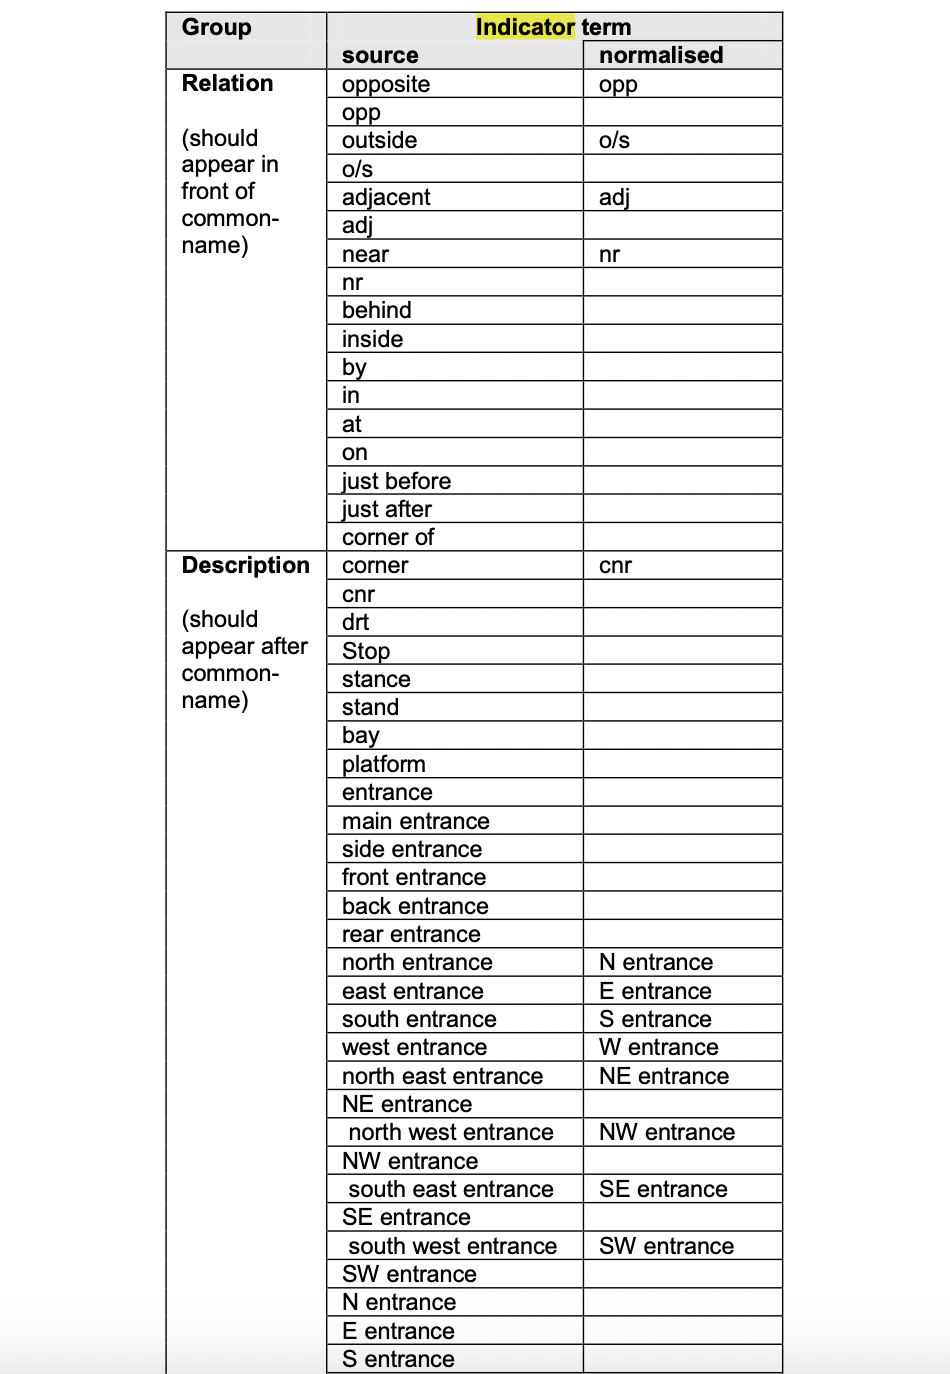 Group Indicator term
source normalised
Relation opposite opp
opp
(should outside o/s
appear in o/s
front of adjacent adj
common- adj
name) near nr
nr
behind
inside
by
in
at
on
just before
just after
corner of
Description corner cnr
cnr
(should drt
appear after Stop
common- stance
name) stand
bay
platform
entrance
main entrance
side entrance
front entrance
back entrance
rear entrance
north entrance N entrance
east entrance E entrance
south entrance S entrance
west entrance W entrance
north east entrance NE entrance
NE entrance
north west entrance NW entrance
NW entrance
south east entrance SE entrance
SE entrance
south west entrance SW entrance
SW entrance
N entrance
E entrance
S entrance